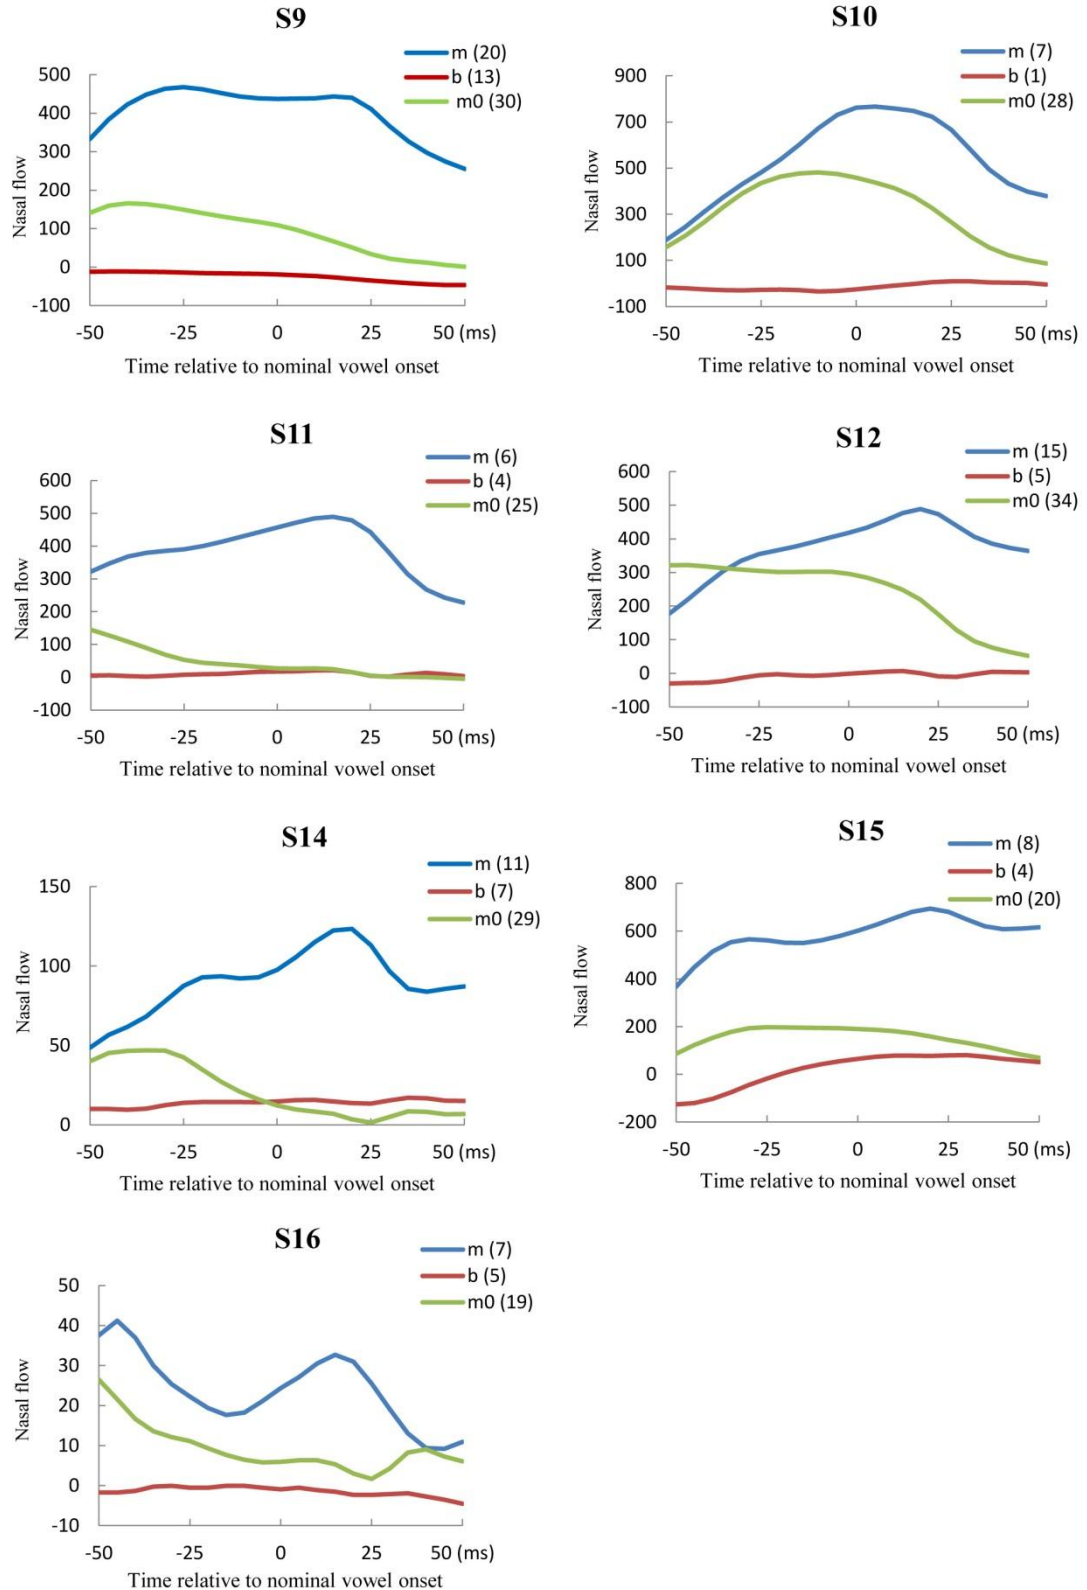 S9
m (20)
b (13)
m0 (30)
500
400
300
200
100
0
-100
Nasal flow
-50 -25 0 25 50 (ms)
Time relative to nominal vowel onset
S10
m (7)
b (1)
m0 (28)
900
700
500
300
100
-100
Nasal flow
-50 -25 0 25 50 (ms)
Time relative to nominal vowel onset
S11
m (6)
b (4)
m0 (25)
600
500
400
300
200
100
0
-100
Nasal flow
-50 -25 0 25 50 (ms)
Time relative to nominal vowel onset
S12
m (15)
b (5)
m0 (34)
600
500
400
300
200
100
0
-100
Nasal flow
-50 -25 0 25 50 (ms)
Time relative to nominal vowel onset
S14
m (11)
b (7)
m0 (29)
150
100
50
0
Nasal flow
-50 -25 0 25 50 (ms)
Time relative to nominal vowel onset
S15
m (8)
b (4)
m0 (20)
800
600
400
200
0
-200
Nasal flow
-50 -25 0 25 50 (ms)
Time relative to nominal vowel onset
S16
m (7)
b (5)
m0 (19)
50
40
30
20
10
0
-10
Nasal flow
-50 -25 0 25 50 (ms)
Time relative to nominal vowel onset